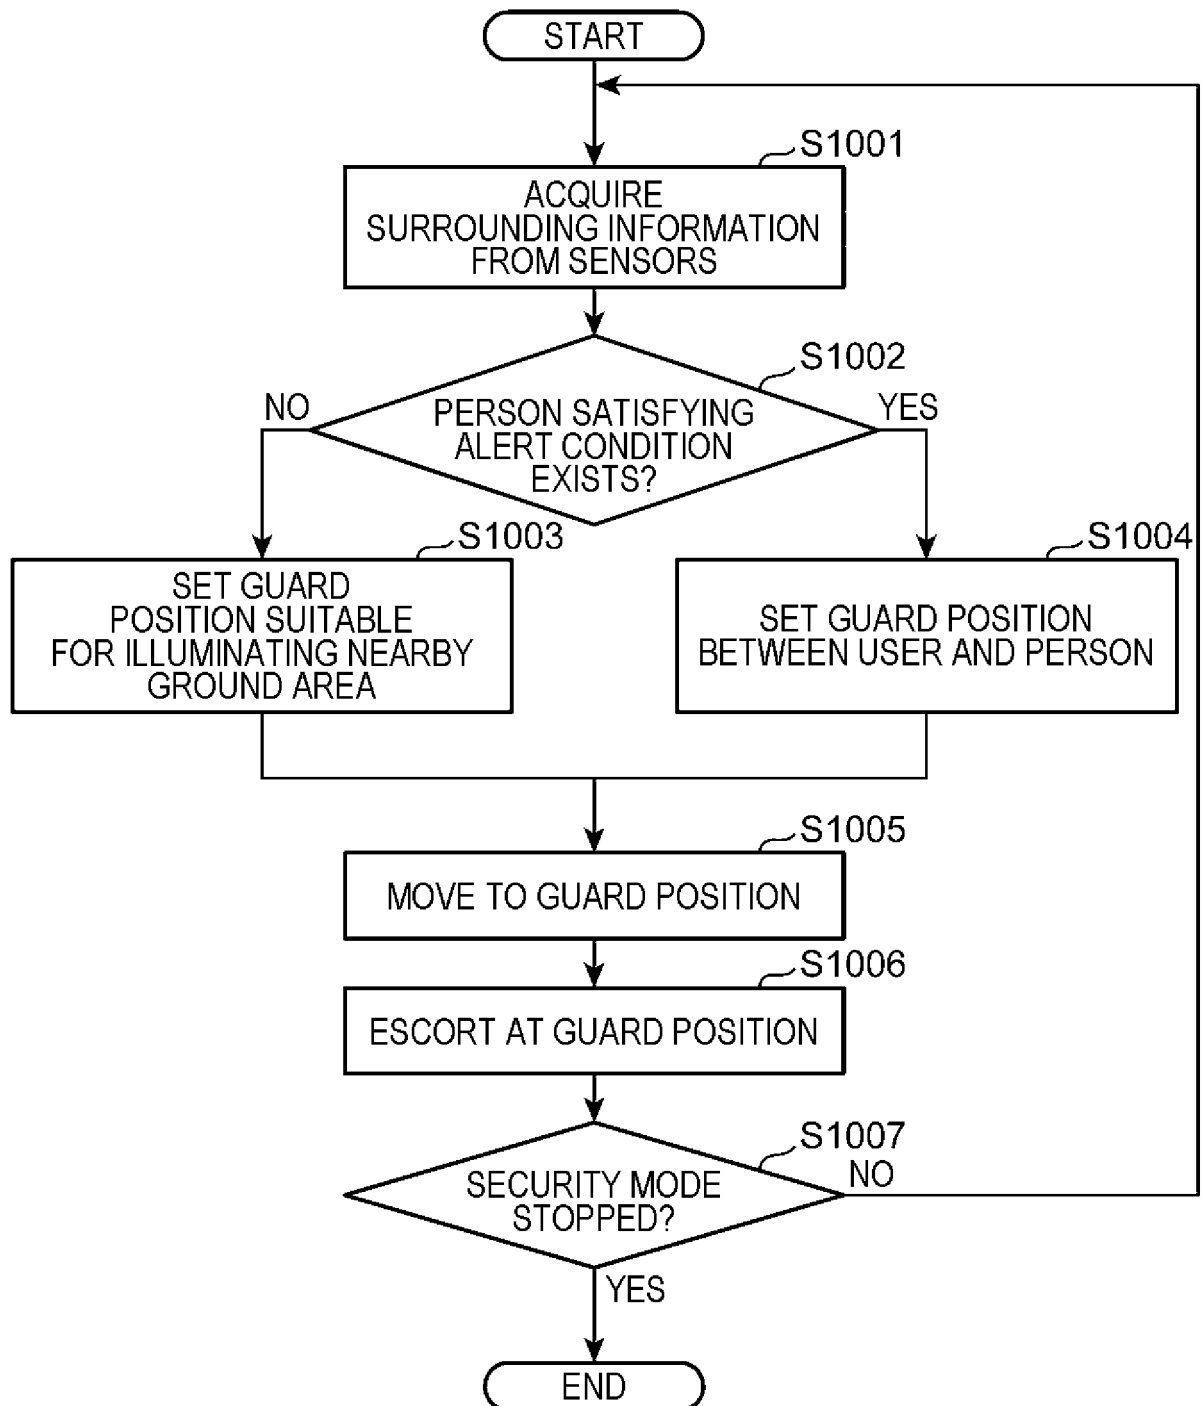 START
S1001
ACQUIRE
SURROUNDING INFORMATION
FROM SENSORS
S1002
NO
YES
PERSON SATISFYING
ALERT CONDITION
EXISTS?
S1003
SET GUARD
POSITION SUITABLE
FOR ILLUMINATING NEARBY
GROUND AREA
S1004
SET GUARD POSITION
BETWEEN USER AND PERSON
S1005
MOVE TO GUARD POSITION
S1006
ESCORT AT GUARD POSITION
S1007
NO
SECURITY MODE
STOPPED?
YES
END